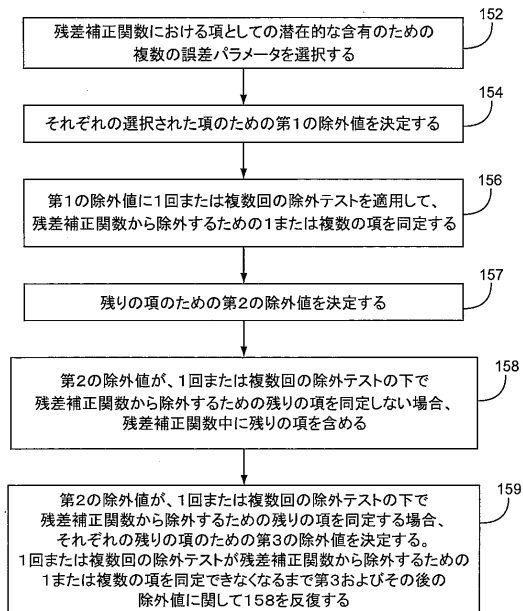 残差補正関数における項としての潜在的な含有のための
複数の誤差パラメータを選択する
152
それぞれの選択された項のための第1の除外値を決定する
154
第1の除外値に1回または複数回の除外テストを適用して、
残差補正関数から除外するための1または複数の項を同定する
156
残りの項のための第2の除外値を決定する
157
第2の除外値が、1回または複数回の除外テストの下で
残差補正関数から除外するための残りの項を同定しない場合、
残差補正関数中に残りの項を含める
158
第2の除外値が、1回または複数回の除外テストの下で
残差補正関数から除外するための残りの項を同定する場合、
それぞれの残りの項のための第3の除外値を決定する。
1回または複数回の除外テストが残差補正関数から除外するための
1または複数の項を同定できなくなるまで第3およびその後の
除外値に関して158を反復する
159